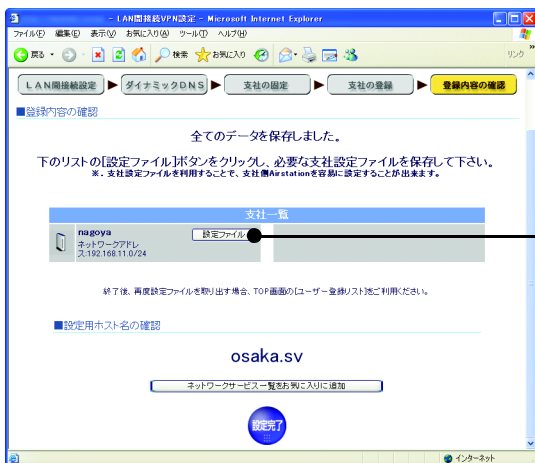 - LAN間接続VPN設定 - Microsoft Internet Explorer
ファイル(F) 編集(E) 表示(V) お気に入り(A) ツール(T) ヘルプ(H)
戻る 検索 お気に入り リンク
LAN間接続設定 ダイナミックDNS 支社の固定 支社の登録 登録内容の確認
■登録内容の確認
全てのデータを保存しました。
下のリストの[設定ファイル]ボタンをクリックし、必要な支社設定ファイルを保存して下さい。
※. 支社設定ファイルを利用することで、支社側Airstationを容易に設定することが出来ます。
支社一覧
nagoya 設定ファイル
ネットワークアドレ
ス:192.168.11.0/24
終了後、再度設定ファイルを取り出す場合、TOP画面の[ユーザー登録リスト]をご利用ください。
■設定用ホスト名の確認
osaka.sv
ネットワークサービス一覧をお気に入りに追加
設定完了
インターネット